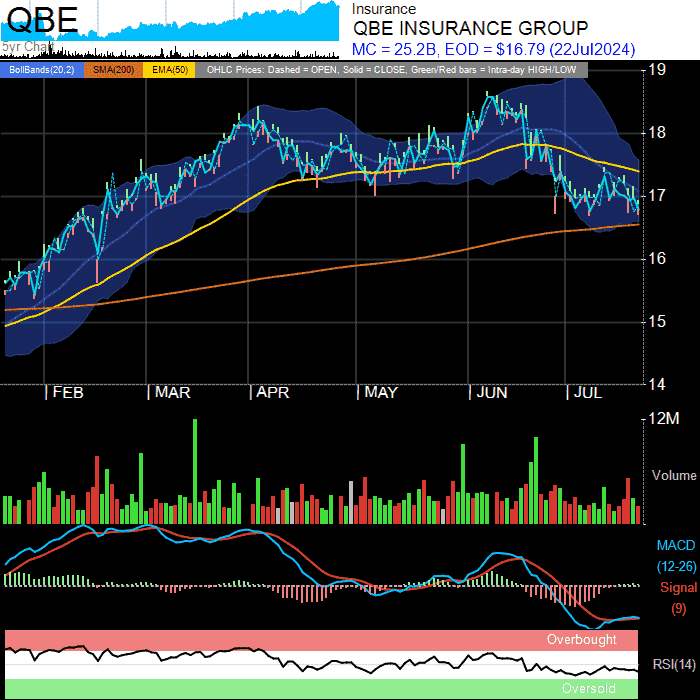 QBE
5yr Chart
Insurance
QBE INSURANCE GROUP
MC = 25.2B, EOD = $16.79 (22Jul2024)
BollBands(20,2) SMA(200) EMA(50) OHLC Prices: Dashed = OPEN, Solid = CLOSE, Green/Red bars = Intra-day HIGH/LOW
19
18
17
16
15
14
| FEB | MAR | APR | MAY | JUN | JUL
12M
Volume
MACD
(12-26)
Signal
(9)
Overbought
RSI(14)
Oversold